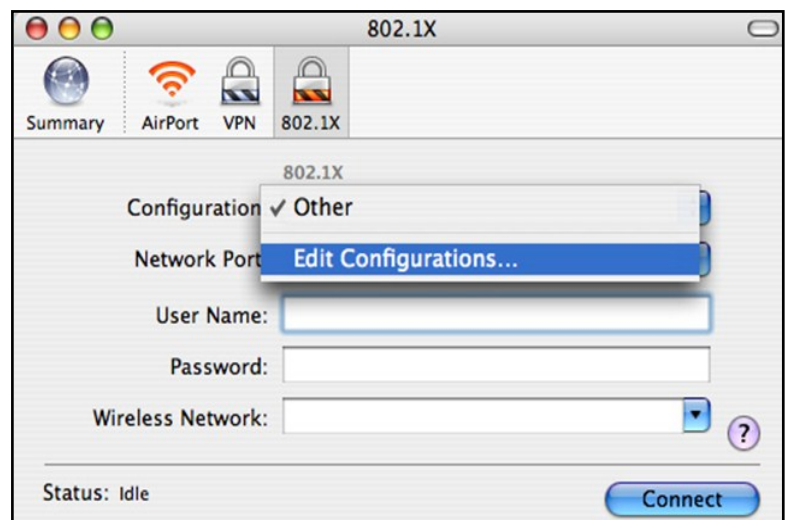 802.1X
Summary AirPort VPN 802.1X
802.1X
Configuration ✓ Other
Network Port Edit Configurations...
User Name:
Password:
Wireless Network:
?
Status: Idle Connect